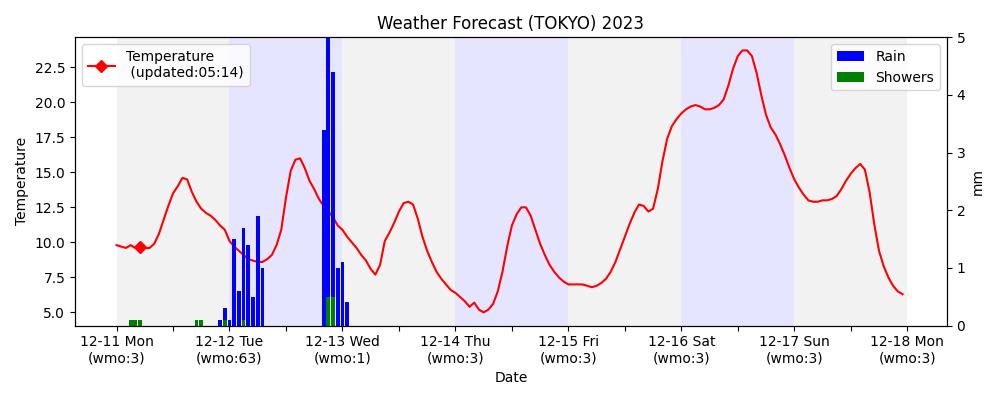 Weather Forecast (TOKYO) 2023
Temperature
(updated:05:14)
Rain
Showers
Temperature
22.5
20.0
17.5
15.0
12.5
10.0
7.5
5.0
5
4
3
2
1
0
mm
12-11 Mon
(wmo:3)
12-12 Tue
(wmo:63)
12-13 Wed
(wmo:1)
12-14 Thu
(wmo:3)
12-15 Fri
(wmo:3)
12-16 Sat
(wmo:3)
12-17 Sun
(wmo:3)
12-18 Mon
(wmo:3)
Date